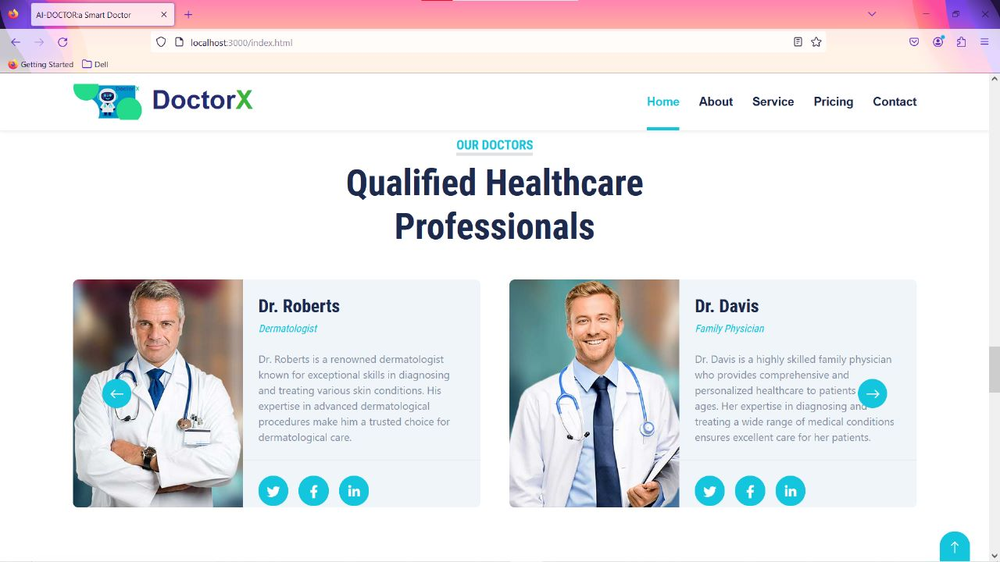 AI-DOCTOR:a Smart Doctor
localhost:3000/index.html
Getting Started Dell
DoctorX
DoctorX
Home About Service Pricing Contact
OUR DOCTORS
Qualified Healthcare
Professionals
Dr. Roberts
Dermatologist
Dr. Roberts is a renowned dermatologist
known for exceptional skills in diagnosing
and treating various skin conditions. His
expertise in advanced dermatological
procedures make him a trusted choice for
dermatological care.
Dr. Davis
Family Physician
Dr. Davis is a highly skilled family physician
who provides comprehensive and
personalized healthcare to patients
ages. Her expertise in diagnosing and
treating a wide range of medical conditions
ensures excellent care for her patients.